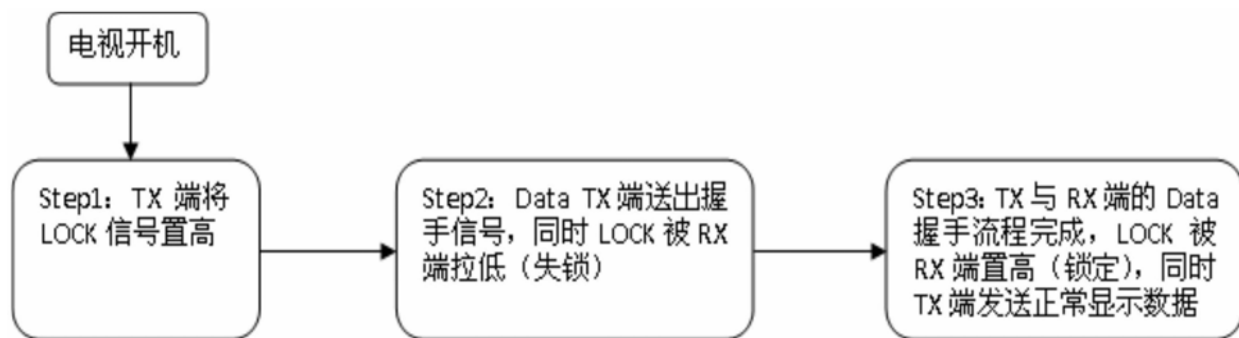 电视开机
Step1：TX 端将
LOCK 信号置高
Step2：Data TX 端送出握
手信号，同时 LOCK 被 RX
端拉低（失锁）
Step3：TX 与 RX 端的 Data
握手流程完成，LOCK 被
RX 端置高（锁定），同时
TX 端发送正常显示数据